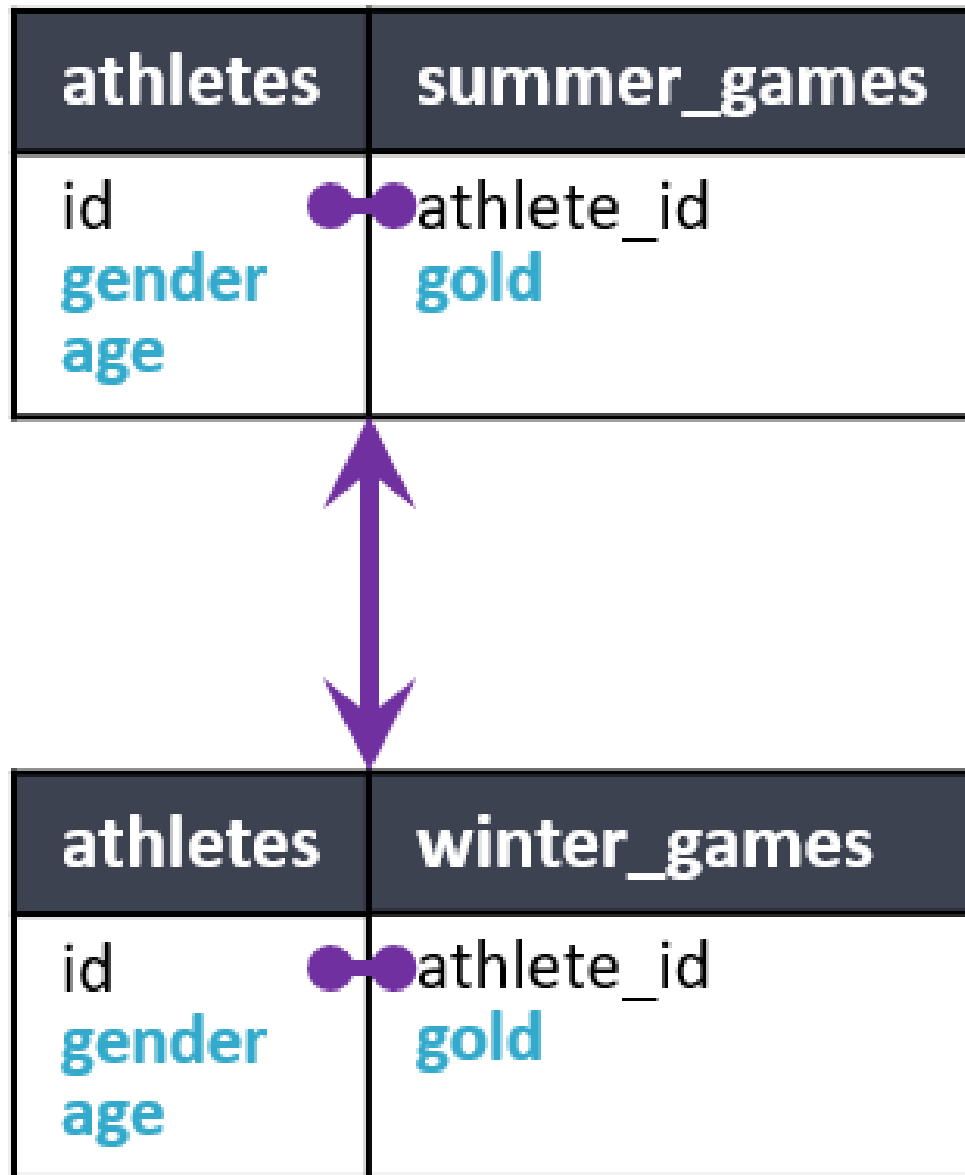 athletes summer_games
id athlete_id
gender gold
age
athletes winter_games
id athlete_id
gender gold
age